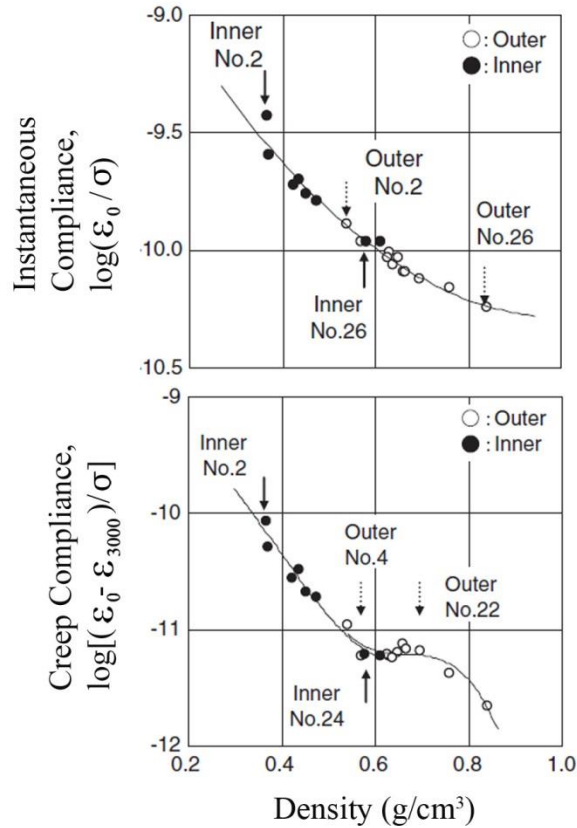 -9.0
Inner
No.2
○: Outer
●: Inner
-9.5
Outer
No.2
Outer
No.26
Instantaneous
Compliance,
log(ε₀/σ)
10.0
Inner
No.26
10.5
-9
○: Outer
●: Inner
Inner
No.2
-10
Outer
No.4
Outer
No.22
Creep Compliance,
log[(ε₀- ε₃₀₀₀)/σ]
-11
Inner
No.24
-12
0.2
0.4
0.6
0.8
1.0
Density (g/cm³)